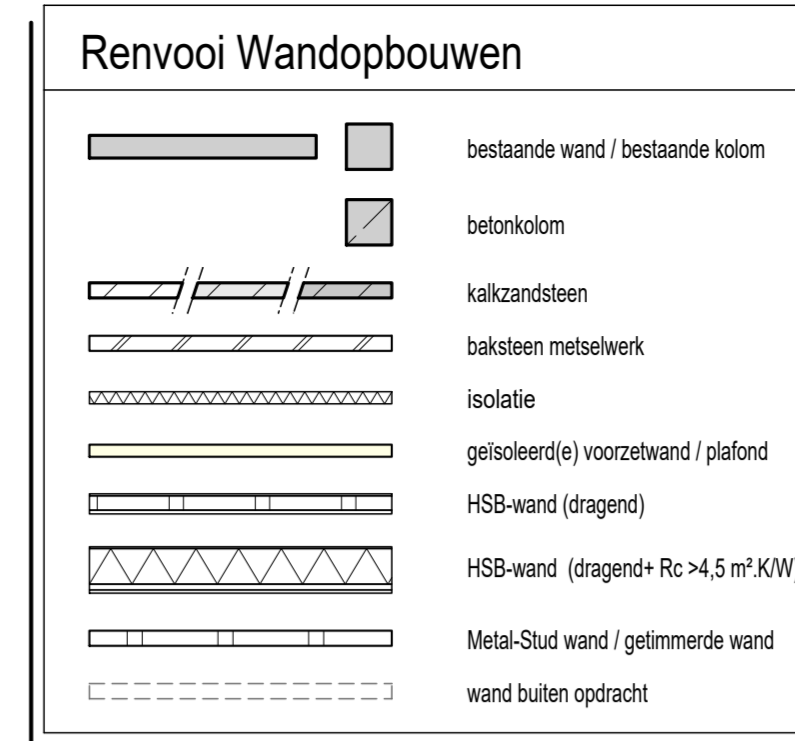 Renvooi Wandopbouwen
bestaande wand / bestaande kolom
betonkolom
kalkzandsteen
baksteen metselwerk
isolatie
geïsoleerd(e) voorzetwand / plafond
HSB-wand (dragend)
HSB-wand (dragend+ Rc >4,5 m².K/W)
Metal-Stud wand / getimmerde wand
wand buiten opdracht